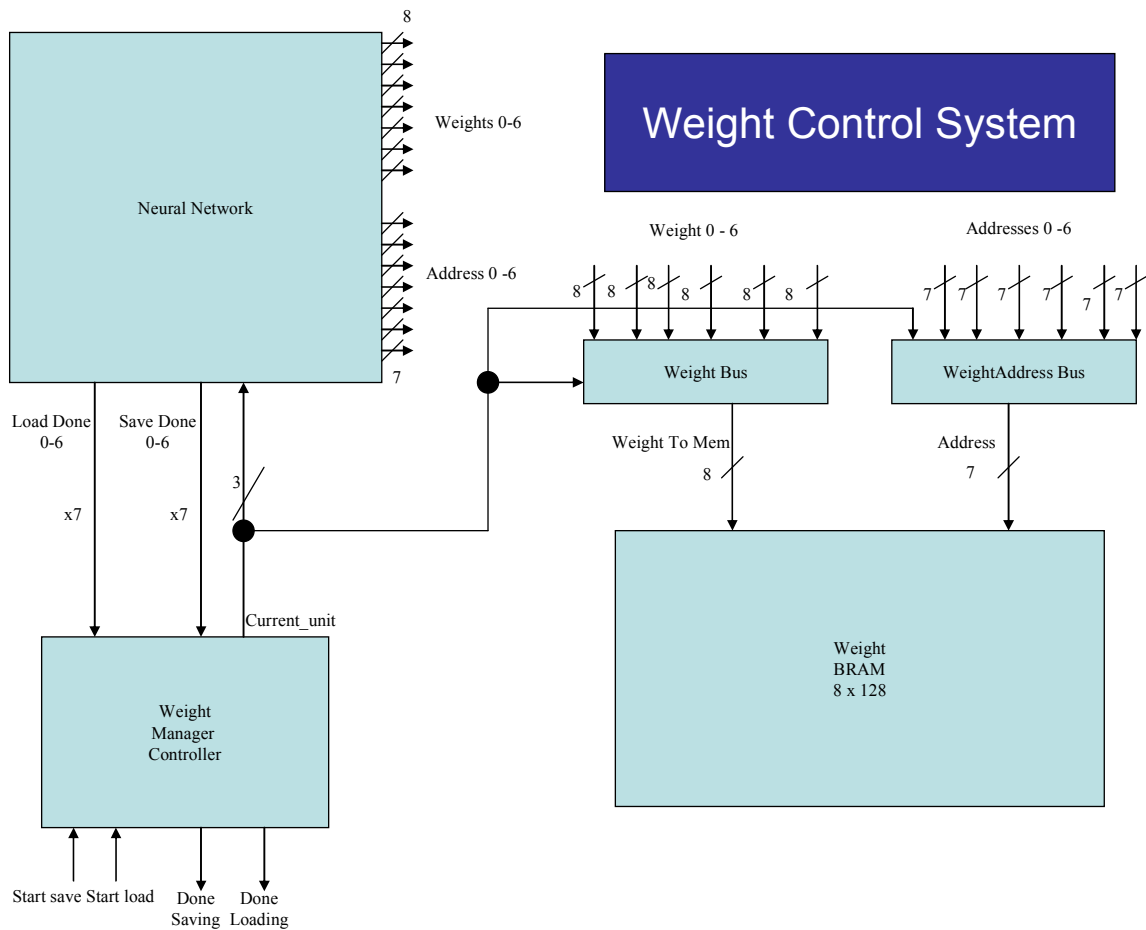 8
Weights 0-6
Neural Network
Address 0 -6
7
Weight Control System
Weight 0 - 6
Addresses 0 -6
8
8
8
8
8
8
7
7
7
7
7
7
Weight Bus
WeightAddress Bus
Load Done
0-6
Save Done
0-6
3
x7
x7
Weight To Mem
8
Address
7
Current_unit
Weight
Manager
Controller
Weight
BRAM
8 x 128
Start save
Start load
Done
Saving
Done
Loading